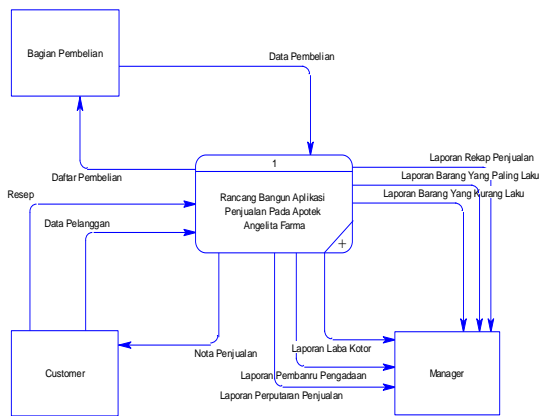 Bagian Pembelian
Data Pembelian
1
Laporan Rekap Penjualan
Daftar Pembelian
Laporan Barang Yang Paling Laku
Resep
Laporan Barang Yang Kurang Laku
Rancang Bangun Aplikasi
Penjualan Pada Apotek
Angelita Farma
Data Pelanggan
+
Nota Penjualan
Laporan Laba Kotor
Customer
Laporan Pembanru Pengadaan
Manager
Laporan Perputaran Penjualan